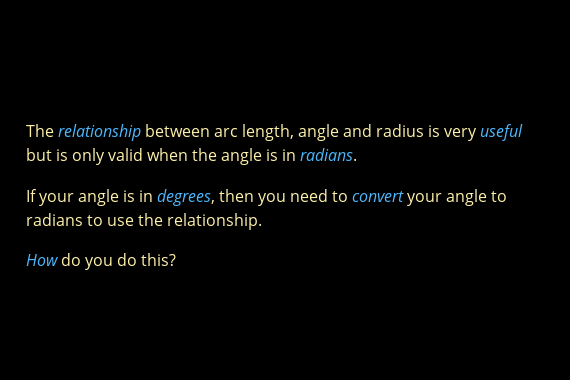 The relationship between arc length, angle and radius is very useful
but is only valid when the angle is in radians.
If your angle is in degrees, then you need to convert your angle to
radians to use the relationship.
How do you do this?